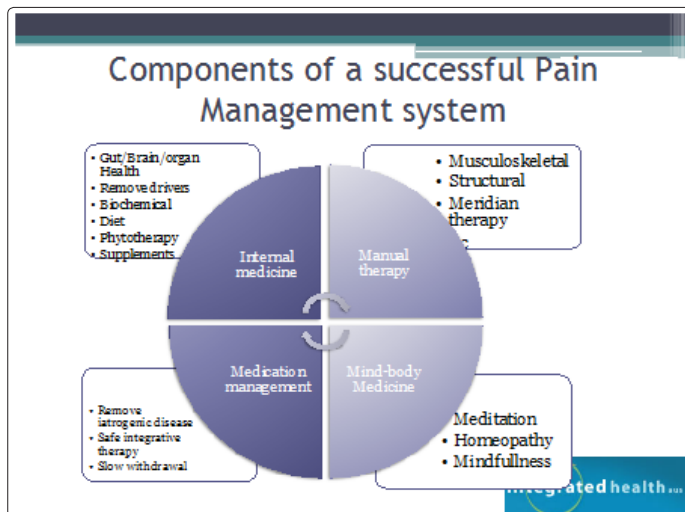 Components of a successful Pain
Management system
• Gut/Brain/organ
Health
• Remove drivers
• Biochemical
• Diet
• Phytotherapy
• Supplements
• Musculoskeletal
• Structural
• Meridian
therapy
Internal
medicine
Manual
therapy
Medication
management
Mind-body
Medicine
• Remove
iatrogenic disease
• Safe integrative
therapy
• Slow withdrawal
Meditation
• Homeopathy
• Mindfullness
integrated health